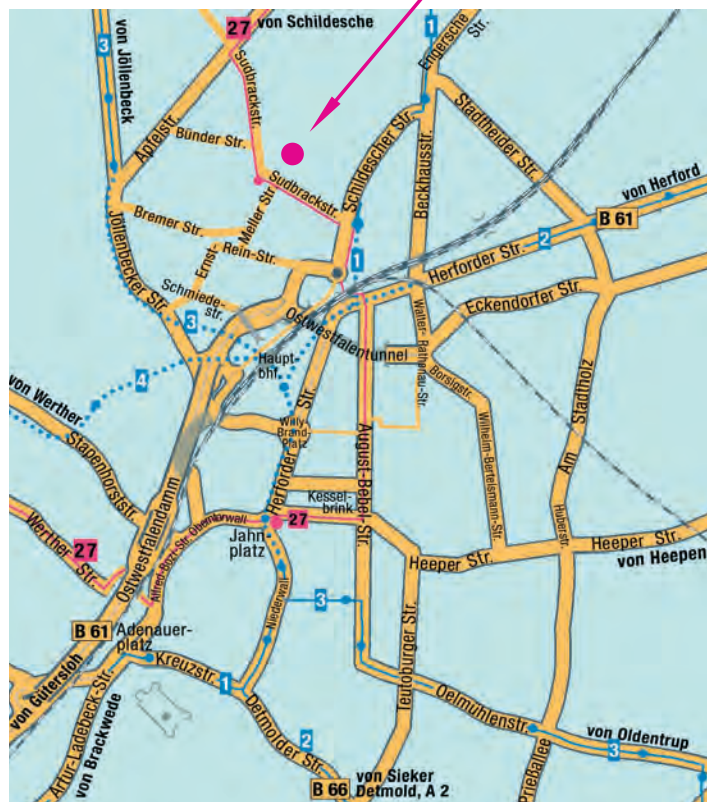 27
von Schildesche
1
Engersche
Str.
3
von Jöllenbeck
Sudbrackstr.
Apfelstr.
Bünder Str.
Stadtheider Str.
Schildescher Str.
Beckhausstr.
Sudbrackstr.
von Herford
B 61
Meller Str.
Bremer Str.
Ernst-
Rein-Str.
Jöllenbecker Str.
1
2
Herforder Str.
Schmiede-
str.
Eckendorfer Str.
Ostwestfalentunnel
Walter-Rathenau-Str.
3
Haupt-
bhf.
4
Borsigstr.
von Werther
Am Stadtholz
Stapenhorststr.
Willy-
Brand-
Platz
Herforder Str.
August-Bebel-Str.
Wilhelm-Bertelsmann-Str.
Kessel-
brink
27
Jahn
platz
Huberstr.
Heeper Str.
von Heepen
Heeper Str.
Werther Str.
27
Ostwestfalendamm
Alfred-Bozi-Str.
Oberntorwall
Niederwall
3
B 61
Adenauer-
platz
Kreuzstr.
1
Teutoburger Str.
Oelmühlenstr.
von Gütersloh
Artur-Ladebeck-Str.
von Brackwede
Detmolder Str.
2
von Oldentrup
3
Prießallee
B 66
von Sieker
Detmold, A 2